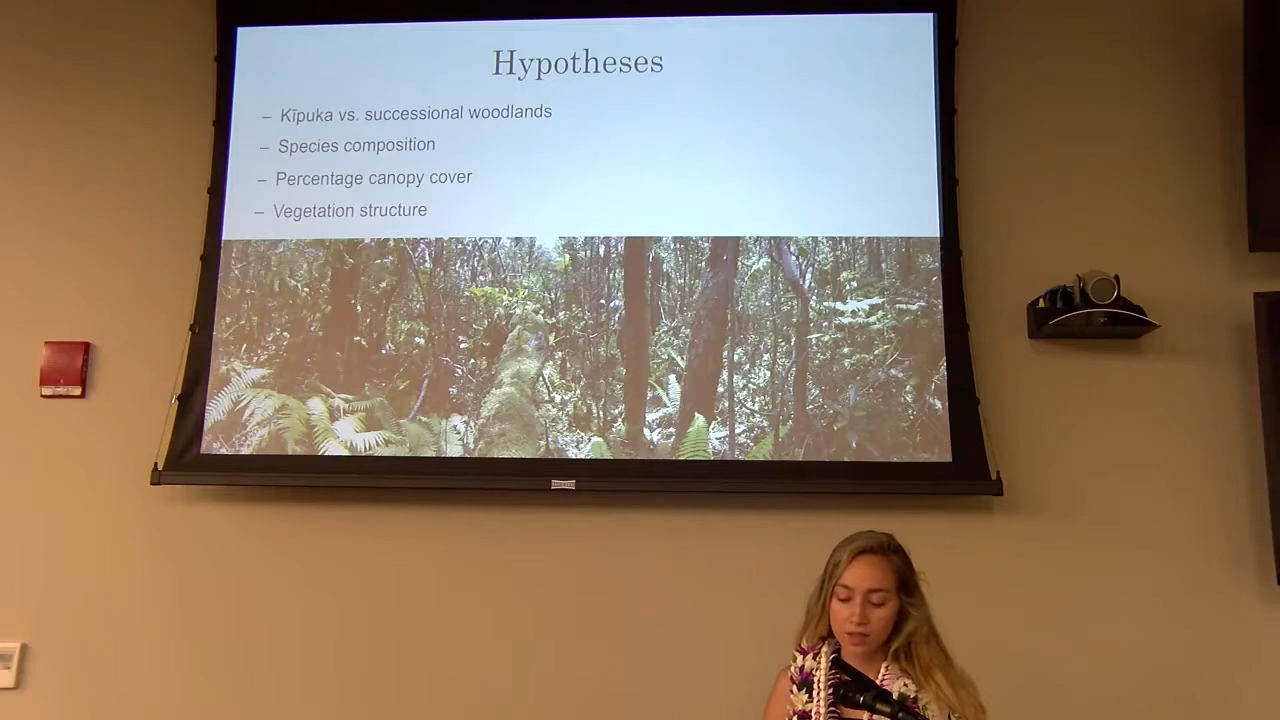 Hypotheses
– Kīpuka vs. successional woodlands
– Species composition
– Percentage canopy cover
– Vegetation structure